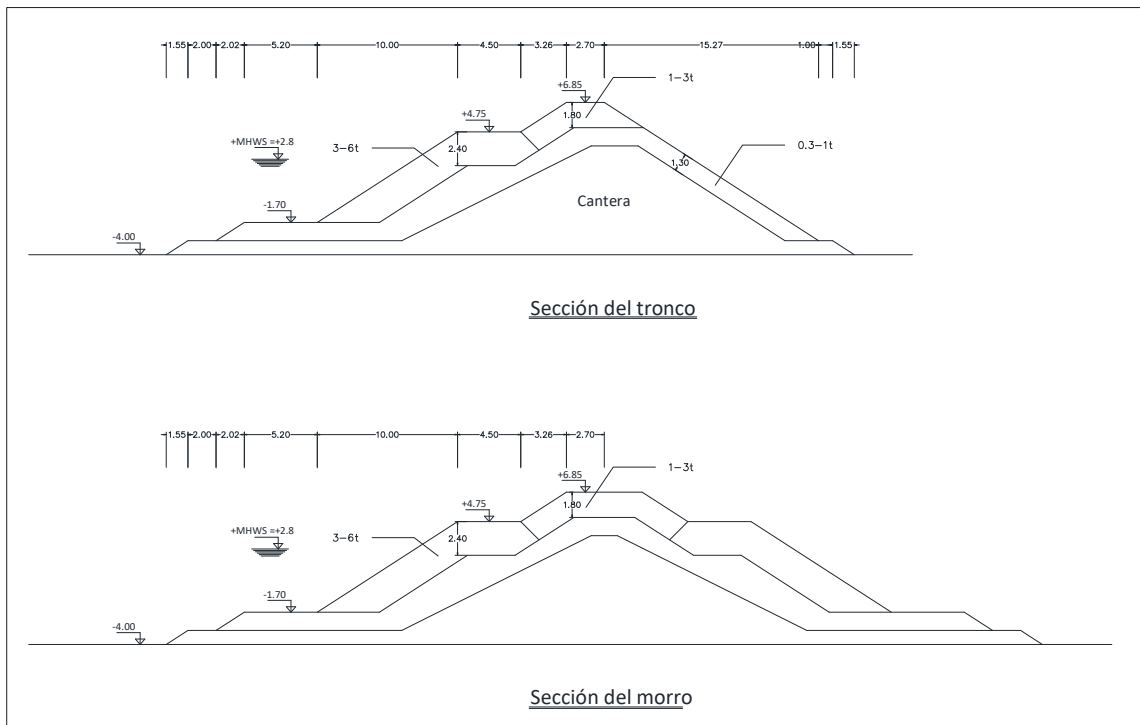 1.55 2.00 2.02 5.20 10.00 4.50 3.26 2.70 15.27 1.00 1.55
+6.85
1-3t
+4.75
1.80
+MHWS =+2.8
3-6t
2.40
0.3-1t
1.30
-1.70
Cantera
-4.00
Sección del tronco
1.55 2.00 2.02 5.20 10.00 4.50 3.26 2.70
+6.85
1-3t
+4.75
1.80
+MHWS =+2.8
3-6t
2.40
-1.70
-4.00
Sección del morro